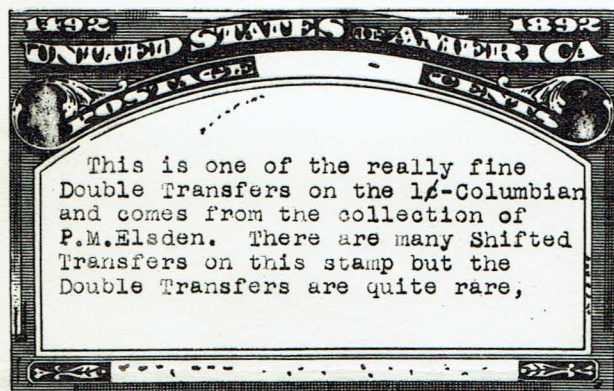 1492 1892
UNITED STATES OF AMERICA
POSTAGE CENTS
This is one of the really fine
Double Transfers on the 1¢-Columbian
and comes from the collection of
P.M.Elsden. There are many Shifted
Transfers on this stamp but the
Double Transfers are quite rare,